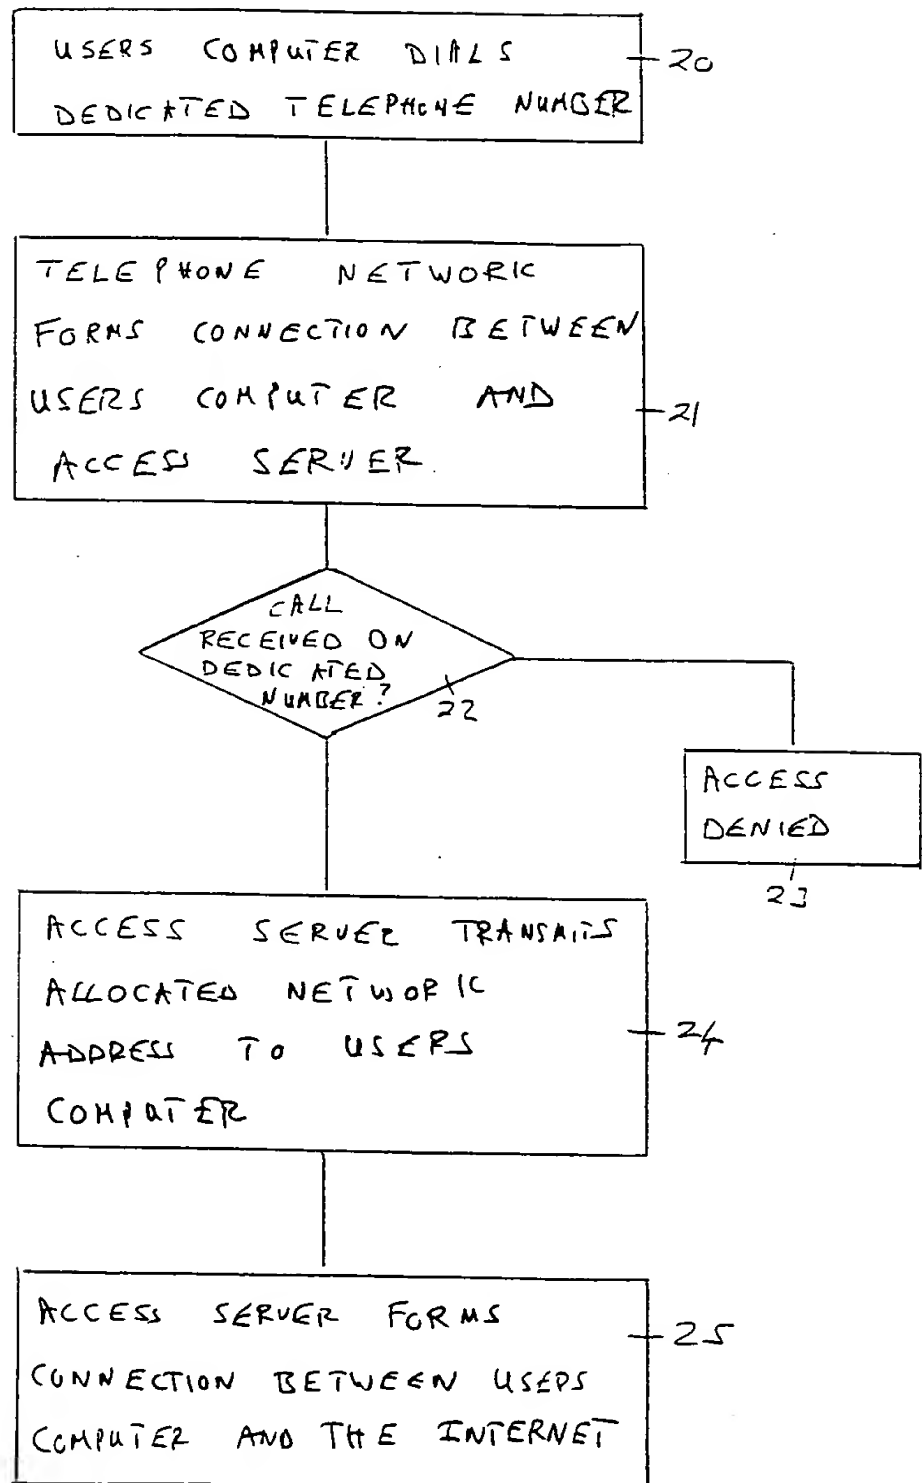 USERS COMPUTER DIALS
DEDICATED TELEPHONE NUMBER
20
TELEPHONE NETWORK
FORMS CONNECTION BETWEEN
USERS COMPUTER AND
ACCESS SERVER
21
CALL
RECEIVED ON
DEDICATED
NUMBER?
22
ACCESS
DENIED
23
ACCESS SERVER TRANSMITS
ALLOCATED NETWORK
ADDRESS TO USERS
COMPUTER
24
ACCESS SERVER FORMS
CONNECTION BETWEEN USERS
COMPUTER AND THE INTERNET
25